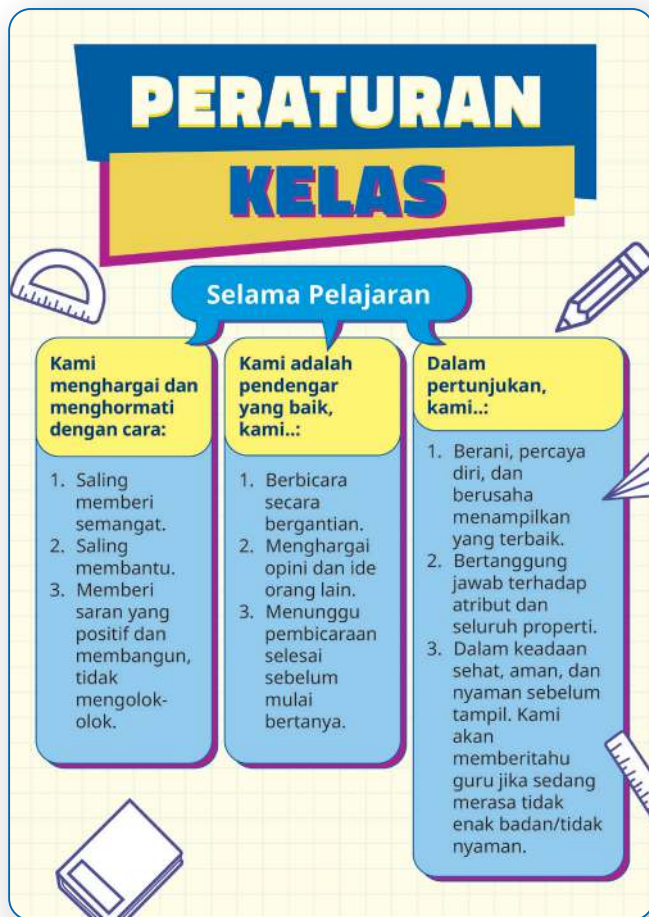 PERATURAN
KELAS
Selama Pelajaran
Kami
menghargai dan
menghormati
dengan cara:
1. Saling
memberi
semangat.
2. Saling
membantu.
3. Memberi
saran yang
positif dan
membangun,
tidak
mengolok-
olok.
Kami adalah
pendengar
yang baik,
kami..:
1. Berbicara
secara
bergantian.
2. Menghargai
opini dan ide
orang lain.
3. Menunggu
pembicaraan
selesai
sebelum
mulai
bertanya.
Dalam
pertunjukan,
kami..:
1. Berani, percaya
diri, dan
berusaha
menampilkan
yang terbaik.
2. Bertanggung
jawab terhadap
atribut dan
seluruh properti.
3. Dalam keadaan
sehat, aman, dan
nyaman sebelum
tampil. Kami
akan
memberitahu
guru jika sedang
merasa tidak
enak badan/tidak
nyaman.